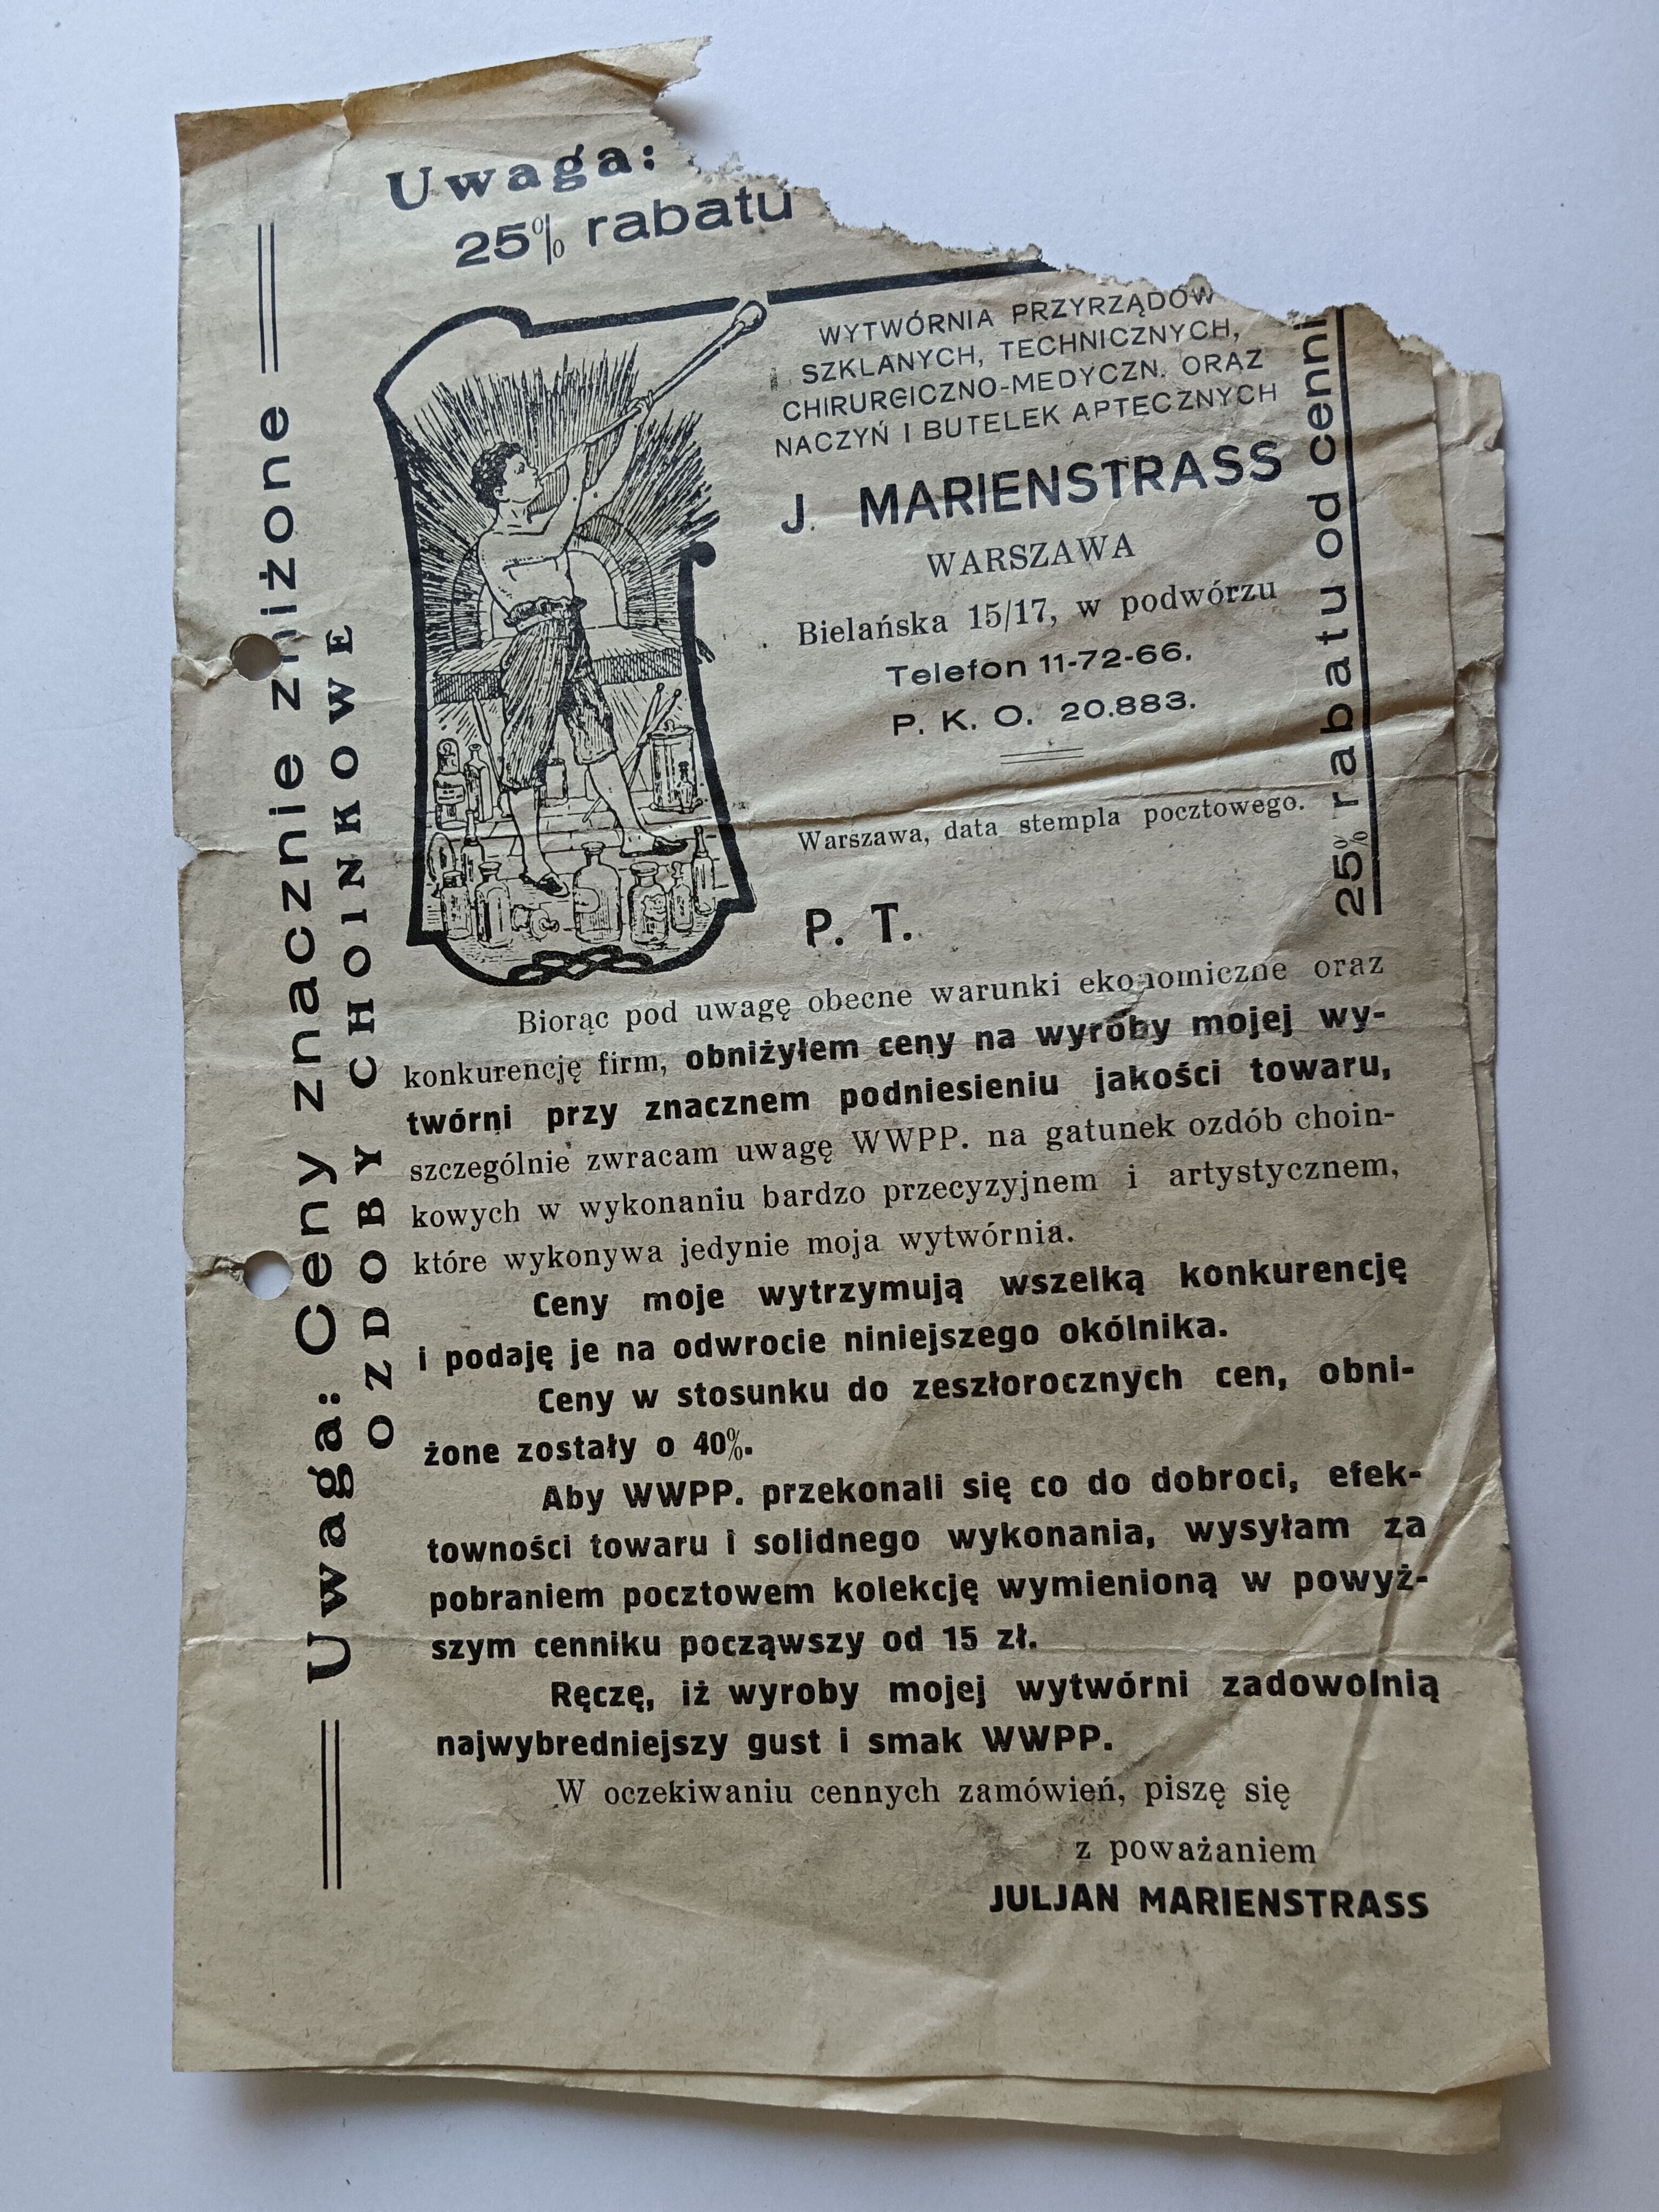 Uwaga:
25% rabatu
WYTWÓRNIA PRZYRZĄDÓW
SZKLANYCH, TECHNICZNYCH,
CHIRURGICZNO-MEDYCZN. ORAZ
NACZYŃ I BUTELEK APTECZNYCH
J. MARIENSTRASS
WARSZAWA
Bielańska 15/17, w podwórzu
Telefon 11-72-66.
P. K. O. 20.883.
Warszawa, data stempla pocztowego.
25% rabatu od cenni
Uwaga: Ceny znacznie zniżone
OZDOBY CHOINKOWE
P. T.
Biorąc pod uwagę obecne warunki ekonomiczne oraz
konkurencję firm, obniżyłem ceny na wyroby mojej wy-
twórni przy znacznem podniesieniu jakości towaru,
szczególnie zwracam uwagę WWPP. na gatunek ozdób choin-
kowych w wykonaniu bardzo przecyzyjnem i artystycznem,
które wykonywa jedynie moja wytwórnia.
Ceny moje wytrzymują wszelką konkurencję
i podaję je na odwrocie niniejszego okólnika.
Ceny w stosunku do zeszłorocznych cen, obni-
żone zostały o 40%.
Aby WWPP. przekonali się co do dobroci, efek-
towności towaru i solidnego wykonania, wysyłam za
pobraniem pocztowem kolekcję wymienioną w powyż-
szym cenniku począwszy od 15 zł.
Ręczę, iż wyroby mojej wytwórni zadowolnią
najwybredniejszy gust i smak WWPP.
W oczekiwaniu cennych zamówień, piszę się
z poważaniem
JULJAN MARIENSTRASS